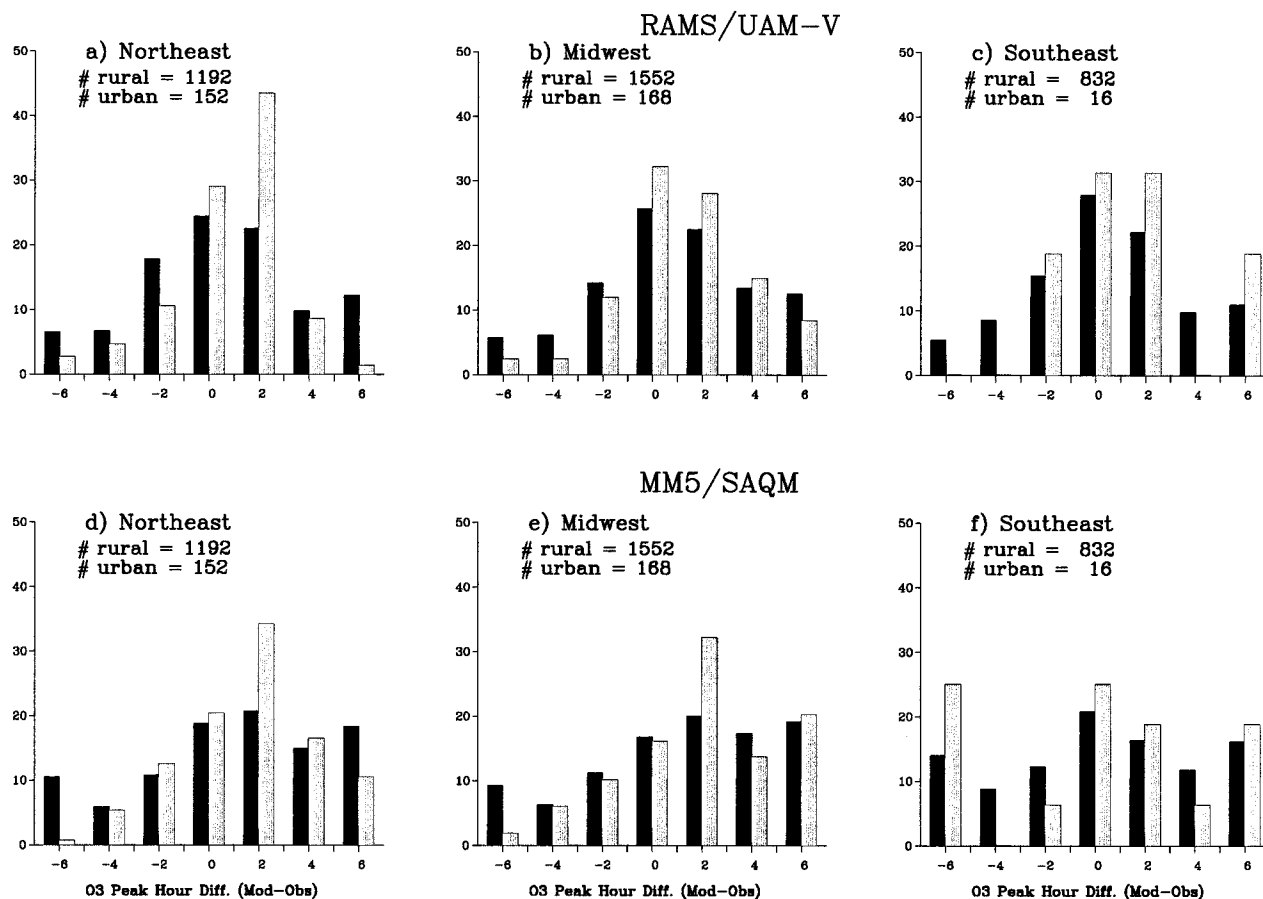 RAMS/UAM-V
a) Northeast
# rural = 1192
# urban = 152
50
40
30
20
10
0
-6 -4 -2 0 2 4 6
b) Midwest
# rural = 1552
# urban = 168
50
40
30
20
10
0
-6 -4 -2 0 2 4 6
c) Southeast
# rural = 832
# urban = 16
50
40
30
20
10
0
-6 -4 -2 0 2 4 6
MM5/SAQM
d) Northeast
# rural = 1192
# urban = 152
50
40
30
20
10
0
-6 -4 -2 0 2 4 6
O3 Peak Hour Diff. (Mod-Obs)
e) Midwest
# rural = 1552
# urban = 168
50
40
30
20
10
0
-6 -4 -2 0 2 4 6
O3 Peak Hour Diff. (Mod-Obs)
f) Southeast
# rural = 832
# urban = 16
50
40
30
20
10
0
-6 -4 -2 0 2 4 6
O3 Peak Hour Diff. (Mod-Obs)